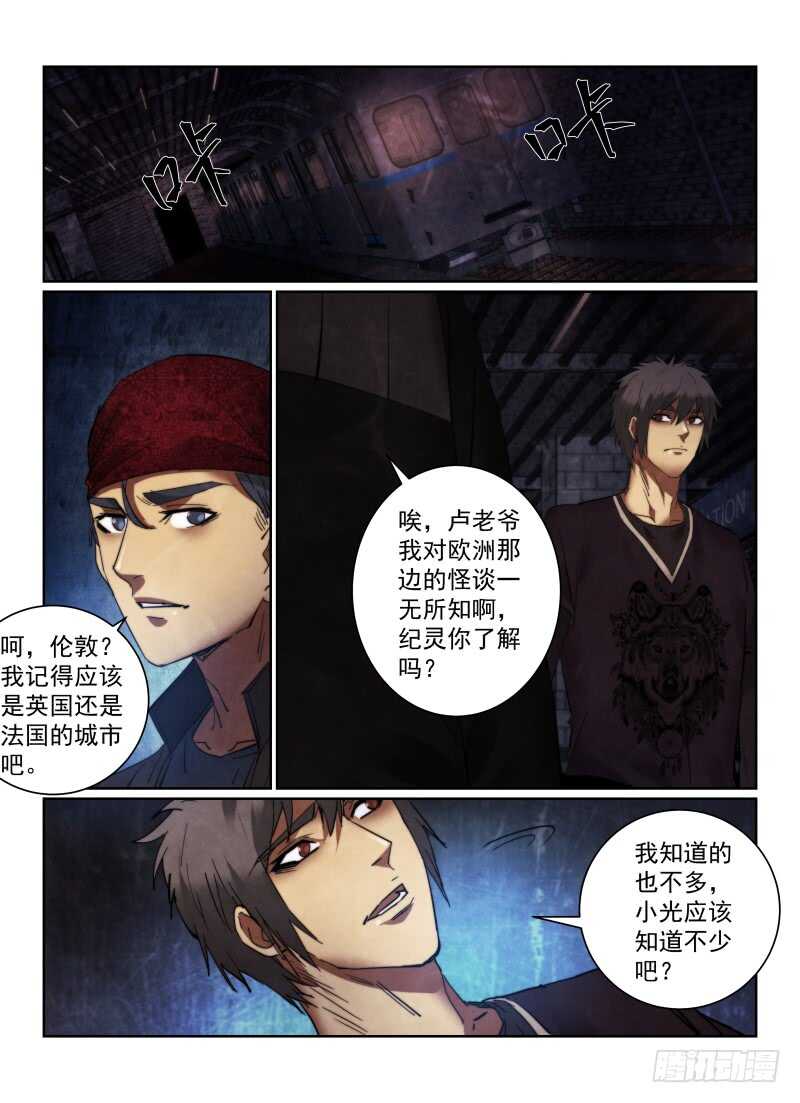 咔
咔
唉，卢老爷
我对欧洲那
边的怪谈一
无所知啊，
纪灵你了解
吗？
呵，伦敦？
我记得应该
是英国还是
法国的城市
吧。
我知道的
也不多，
小光应该
知道不少
吧？
腾讯动漫